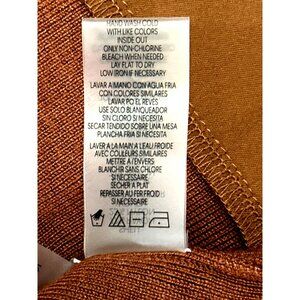 HAND WASH COLD
WITH LIKE COLORS
INSIDE OUT
ONLY NON-CHLORINE
BLEACH WHEN NEEDED
LAY FLAT TO DRY
LOW IRON IF NECESSARY
LAVAR A MANO CON AGUA FRIA
CON COLORES SIMILARES
LAVAR POR EL REVES
USE SOLO BLANQUEADOR
SIN CLORO SI NECESITA
SECAR TENDIDO SOBRE UNA MESA
PLANCHA FRIA SI NECESITA
LAVER A LA MAIN A L'EAU FROIDE
AVEC COULEURS SIMILAIRES
METTRE A l'ENVERS
BLANCHIR SANS CHLORE
SI NECESSAIRE
SECHER A PLAT
REPASSER AU FER FROID
SI NECESSAIRE